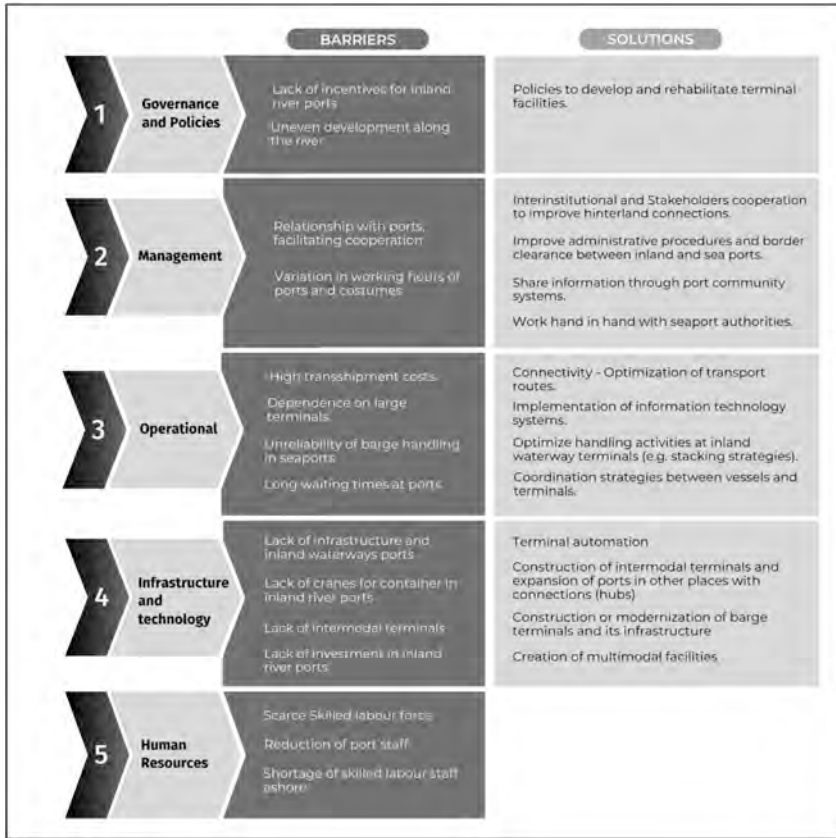 BARRIERS
SOLUTIONS
1
Governance
and Policies
Lack of incentives for inland
river ports
Uneven development along
the river
Policies to develop and rehabilitate terminal
facilities.
2
Management
Relationship with ports,
facilitating cooperation
Variation in working hours of
ports and costumes
Interinstitutional and Stakeholders cooperation
to improve hinterland connections.
Improve administrative procedures and border
clearance between inland and sea ports.
Share information through port community
systems.
Work hand in hand with seaport authorities.
3
Operational
High transshipment costs.
Dependence on large
terminals.
Unreliability of barge handling
in seaports
Long waiting times at ports
Connectivity - Optimization of transport
routes.
Implementation of information technology
systems.
Optimize handling activities at inland
waterway terminals (e.g. stacking strategies).
Coordination strategies between vessels and
terminals.
4
Infrastructure
and
technology
Lack of infrastructure and
inland waterways ports
Lack of cranes for container in
inland river ports
Lack of intermodal terminals
Lack of investment in inland
river ports
Terminal automation
Construction of intermodal terminals and
expansion of ports in other places with
connections (hubs)
Construction or modernization of barge
terminals and its infrastructure
Creation of multimodal facilities
5
Human
Resources
Scarce Skilled labour force
Reduction of port staff
Shortage of skilled labour staff
ashore